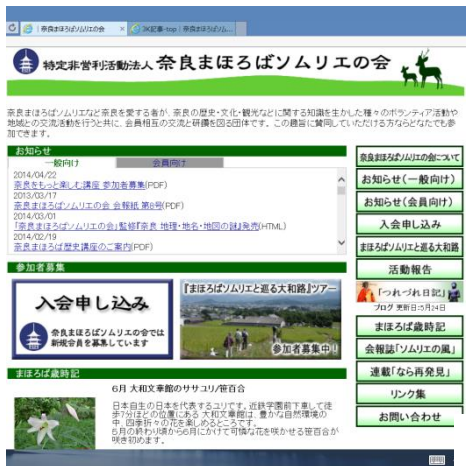 奈良まほろばソムリエの会
JK記事-top | 奈良まほろばソム...
特定非営利活動法人 奈良まほろばソムリエの会
奈良まほろばソムリエなど奈良を愛する者が、奈良の歴史・文化・観光などに関する知識を生かした種々のボランティア活動や
地域との交流活動を行うと共に、会員相互の交流と研鑽を図る団体です。この趣旨に賛同していただける方ならどなたでも参
加できます。
お知らせ
一般向け
会員向け
2014/04/22
奈良をもっと楽しむ講座 参加者募集(PDF)
2013/03/17
奈良まほろばソムリエの会 会報紙 第8号(PDF)
2014/03/01
「奈良まほろばソムリエの会」監修『奈良 地理・地名・地図の謎』発売(HTML)
2014/02/19
奈良まほろば歴史講座のご案内(PDF)
参加者募集
入会申し込み
奈良まほろばソムリエの会では
新規会員を募集しています
『まほろばソムリエと巡る大和路』ツアー
参加者募集中!
まほろば歳時記
6月 大和文華館のササユリ/笹百合
日本自生の日本を代表するユリです。近鉄学園前下車して徒
歩7分ほどの位置にある 大和文華館は、豊かな自然環境の
中、四季折々の花を楽しめるところです。
5月の終わり頃から6月にかけて可憐な花を咲かせる笹百合が
咲き初めます。
奈良まほろばソムリエの会について
お知らせ(一般向け)
お知らせ(会員向け)
入会申し込み
まほろばソムリエと巡る大和路
活動報告
「つれづれ日記」
ブログ 更新日:5月24日
まほろば歳時記
会報誌「ソムリエの風」
連載「なら再発見」
リンク集
お問い合わせ